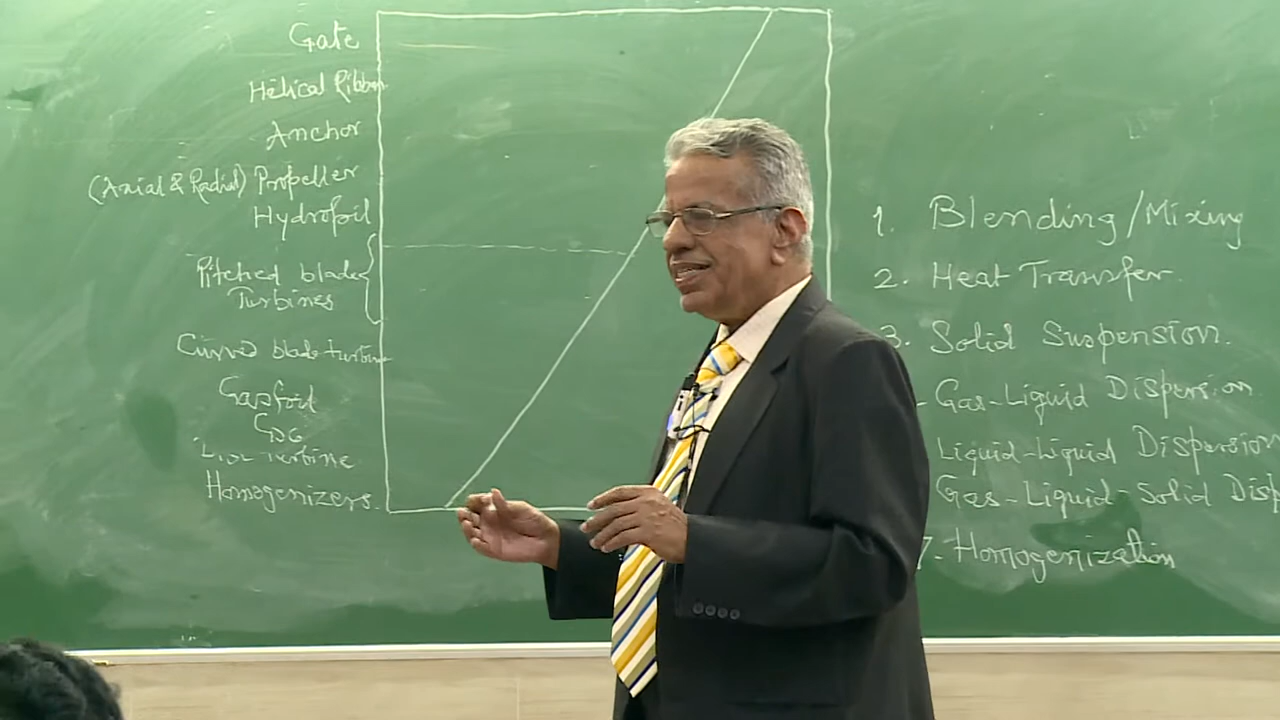 Gate
Helical Ribbon
Anchor
(Axial & Radial) Propeller
Hydrofoil
Pitched blade
Turbines
Curved blade turbine
Gasfoil
Turbine
Homogenizers.
1. Blending/Mixing
2. Heat Transfer.
3. Solid Suspension.
Gas-Liquid Dispersion
Liquid-Liquid Dispersion
Gas-Liquid-Solid Disp
7. Homogenization